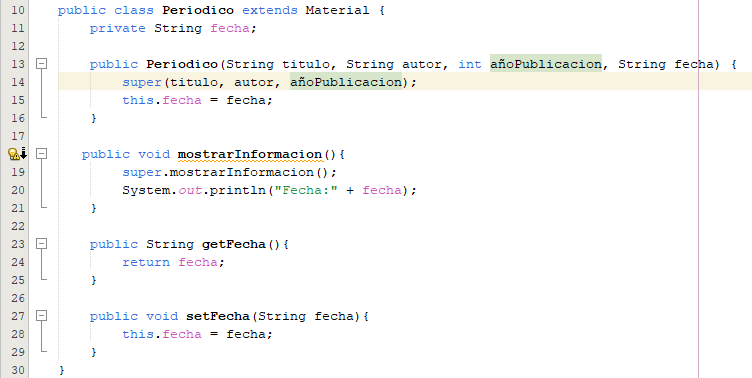 10 public class Periodico extends Material {
11     private String fecha;
12
13     public Periodico(String titulo, String autor, int añoPublicacion, String fecha) {
14         super(titulo, autor, añoPublicacion);
15         this.fecha = fecha;
16     }
17
    public void mostrarInformacion(){
19         super.mostrarInformacion();
20         System.out.println("Fecha:" + fecha);
21     }
22
23     public String getFecha(){
24         return fecha;
25     }
26
27     public void setFecha(String fecha){
28         this.fecha = fecha;
29     }
30 }